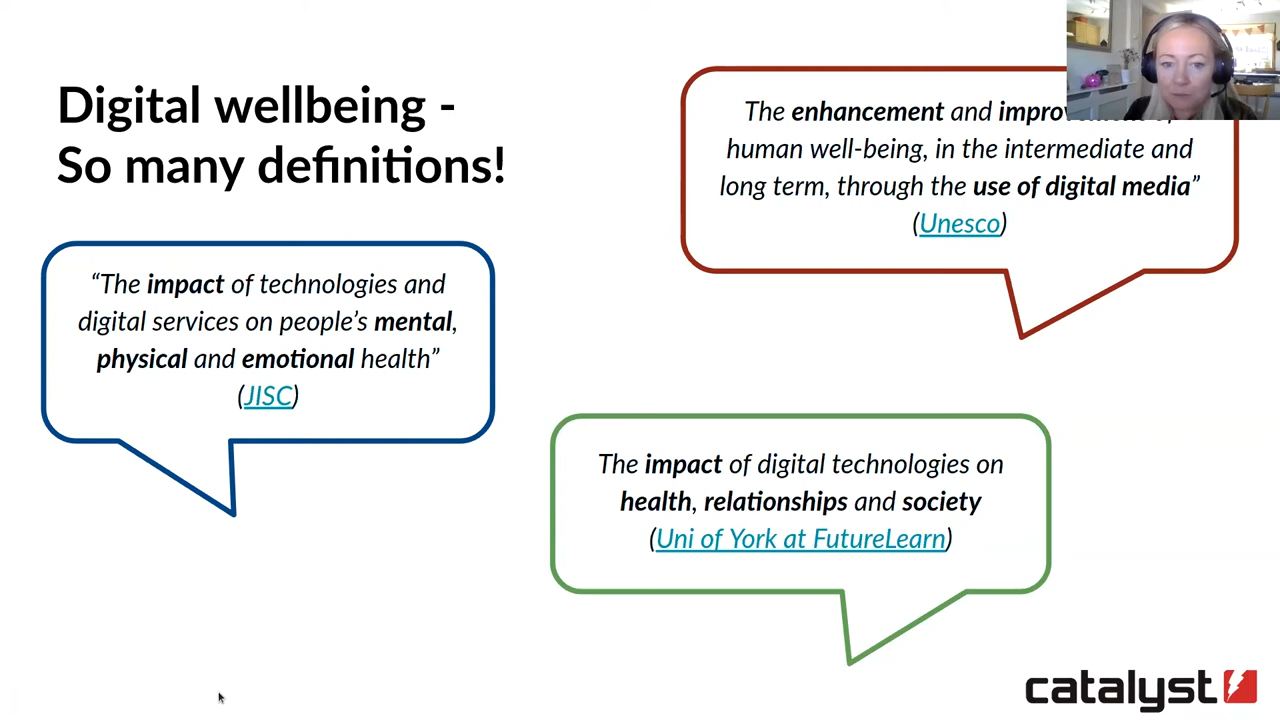 Digital wellbeing -
So many definitions!
“The impact of technologies and
digital services on people’s mental,
physical and emotional health”
(JISC)
The enhancement and
human well-being, in the intermediate and
long term, through the use of digital media”
(Unesco)
The impact of digital technologies on
health, relationships and society
(Uni of York at FutureLearn)
catalyst